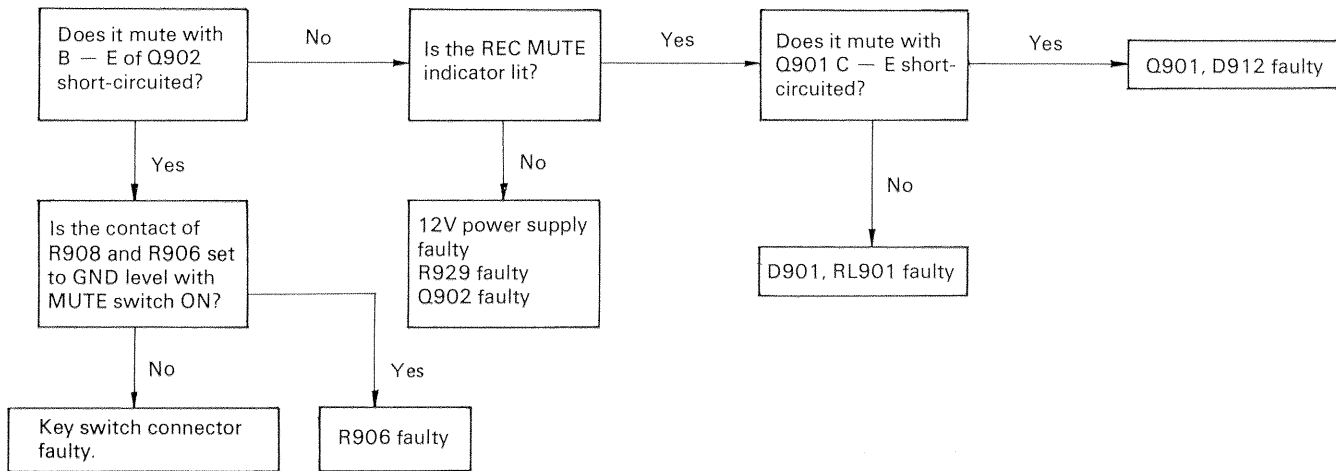 Does it mute with
B — E of Q902
short-circuited?
No
Is the REC MUTE
indicator lit?
Yes
Does it mute with
Q901 C — E short-
circuited?
Yes
Q901, D912 faulty
Yes
No
No
Is the contact of
R908 and R906 set
to GND level with
MUTE switch ON?
12V power supply
faulty
R929 faulty
Q902 faulty
D901, RL901 faulty
No
Yes
Key switch connector
faulty.
R906 faulty